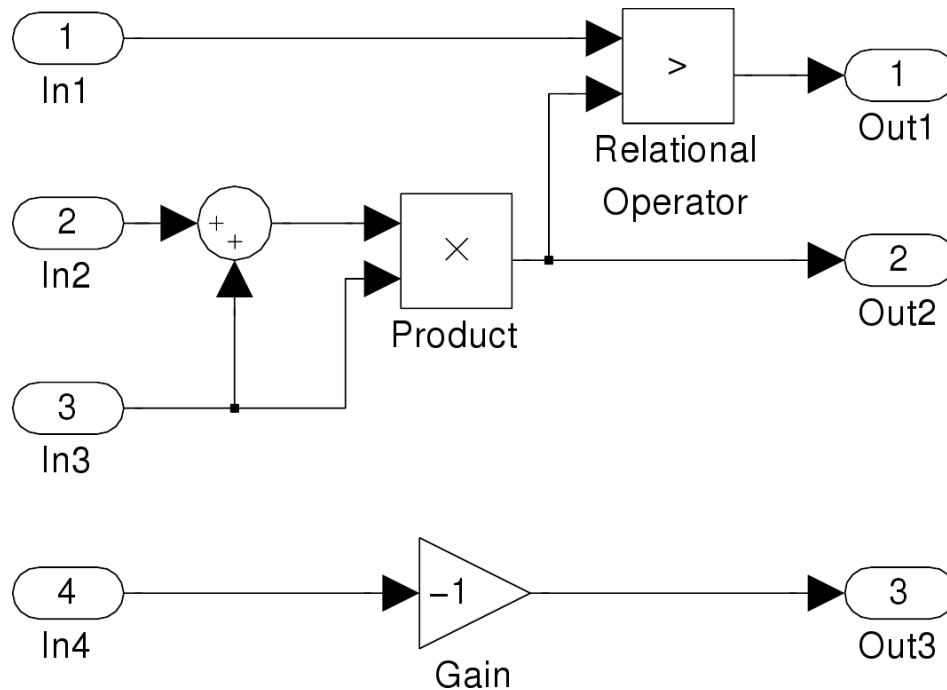 1
In1
>
Relational
Operator
1
Out1
2
In2
+
+
×
Product
2
Out2
3
In3
4
In4
−1
Gain
3
Out3